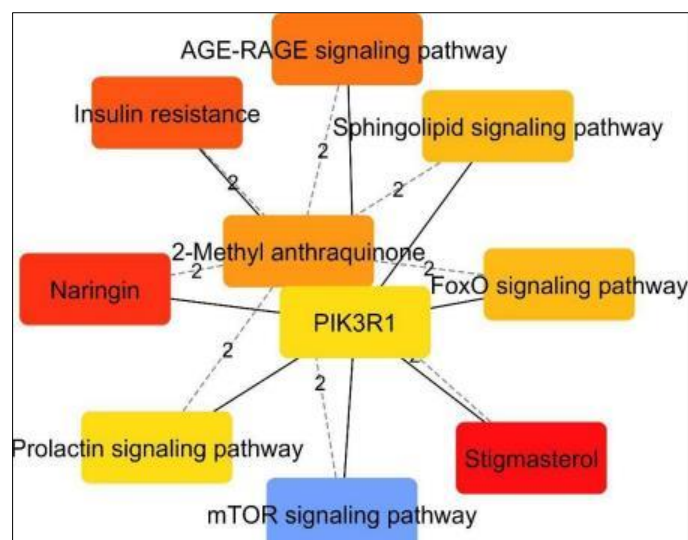 AGE-RAGE signaling pathway
Insulin resistance
Sphingolipid signaling pathway
2
2
2
2-Methyl anthraquinone
2
2
Naringin
FoxO signaling pathway
PIK3R1
2
2
2
Prolactin signaling pathway
Stigmasterol
mTOR signaling pathway